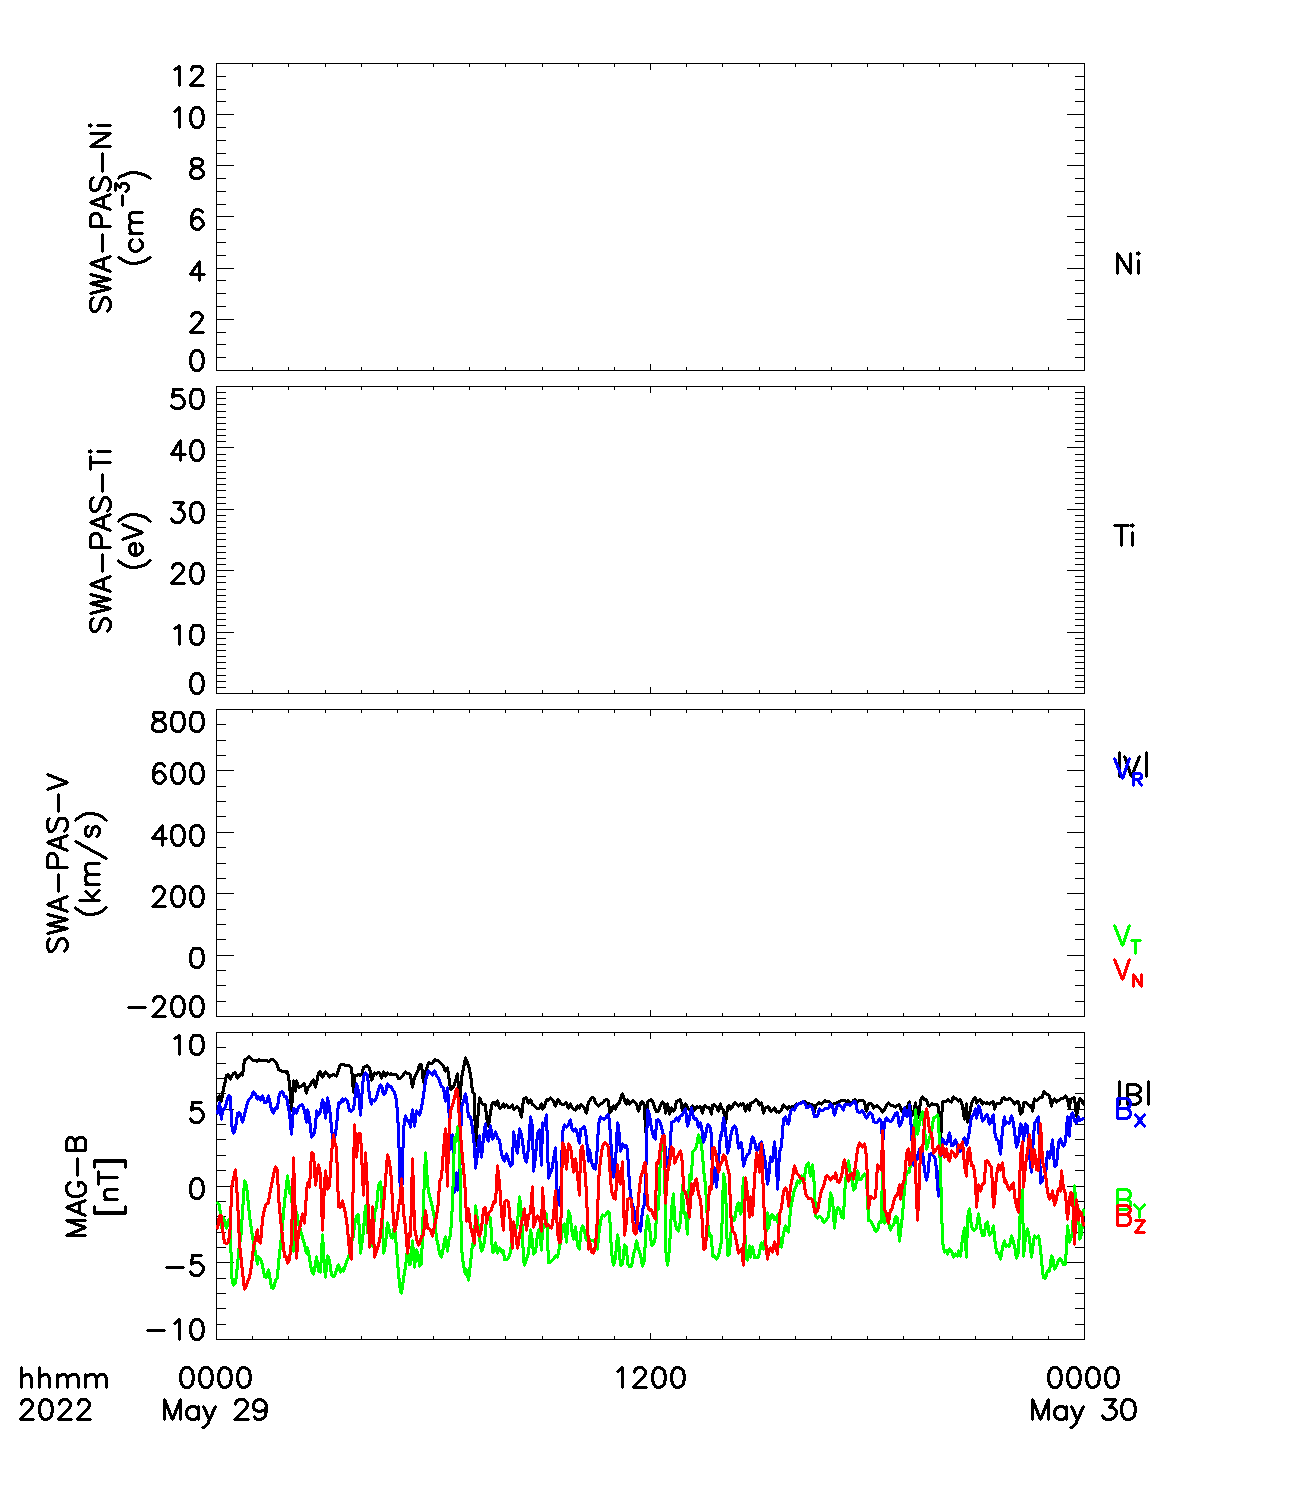 SWA-PAS-Ni
(cm⁻³)
12
10
8
6
4
2
0
Ni
SWA-PAS-Ti
(eV)
50
40
30
20
10
0
Ti
SWA-PAS-V
(km/s)
800
600
400
200
0
-200
|V|
V_R
V_T
V_N
MAG-B
[nT]
10
5
0
-5
-10
|B|
B_X
B_Y
B_Z
hhmm 0000 1200 0000
2022 May 29 May 30